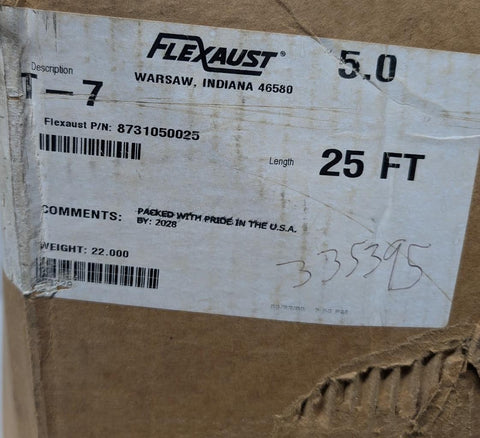 FLEXAUST®
WARSAW, INDIANA 46580
5.0
Description
T-7
Flexaust P/N: 8731050025
Length
25 FT
COMMENTS:
PACKED WITH PRIDE IN THE U.S.A.
BY: 2028
WEIGHT: 22.000
335395